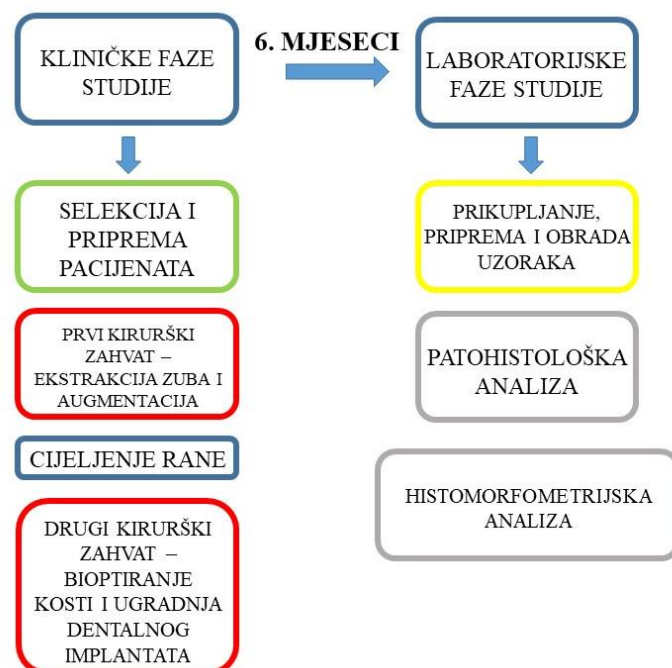 KLINIČKE FAZE
STUDIJE
6. MJESECI
LABORATORIJSKE
FAZE STUDIJE
SELEKCIJA I
PRIPREMA
PACIJENATA
PRVI KIRURŠKI
ZAHVAT –
EKSTRAKCIJA ZUBA I
AUGMENTACIJA
CIJELJENJE RANE
DRUGI KIRURŠKI
ZAHVAT –
BIOPTIRANJE
KOSTI I UGRADNJA
DENTALNOG
IMPLANTATA
PRIKUPLJANJE,
PRIPREMA I OBRADA
UZORAKA
PATOHISTOLOŠKA
ANALIZA
HISTOMORFOMETRIJSKA
ANALIZA